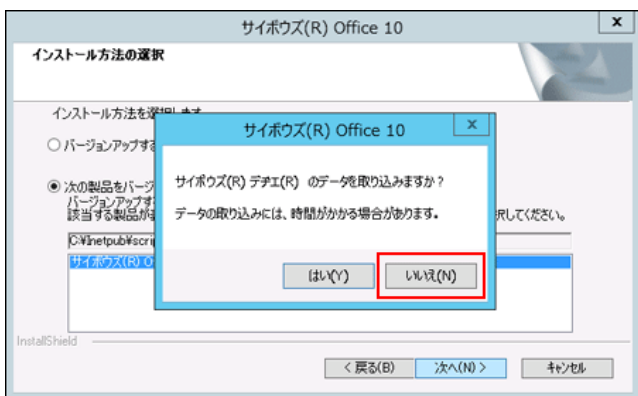 サイボウズ(R) Office 10
x
インストール方法の選択
インストール方法を選択します
バージョンアップする
サイボウズ(R) Office 10
x
サイボウズ(R) デヂエ(R) のデータを取り込みますか？
データの取り込みには、時間がかかる場合があります。
はい(Y)
いいえ(N)
次の製品をバージ
バージョンアップす
該当する製品が
択してください。
C:¥Inetpub¥scri
サイボウズ(R) O
InstallShield
< 戻る(B)
次へ(N) >
キャンセル